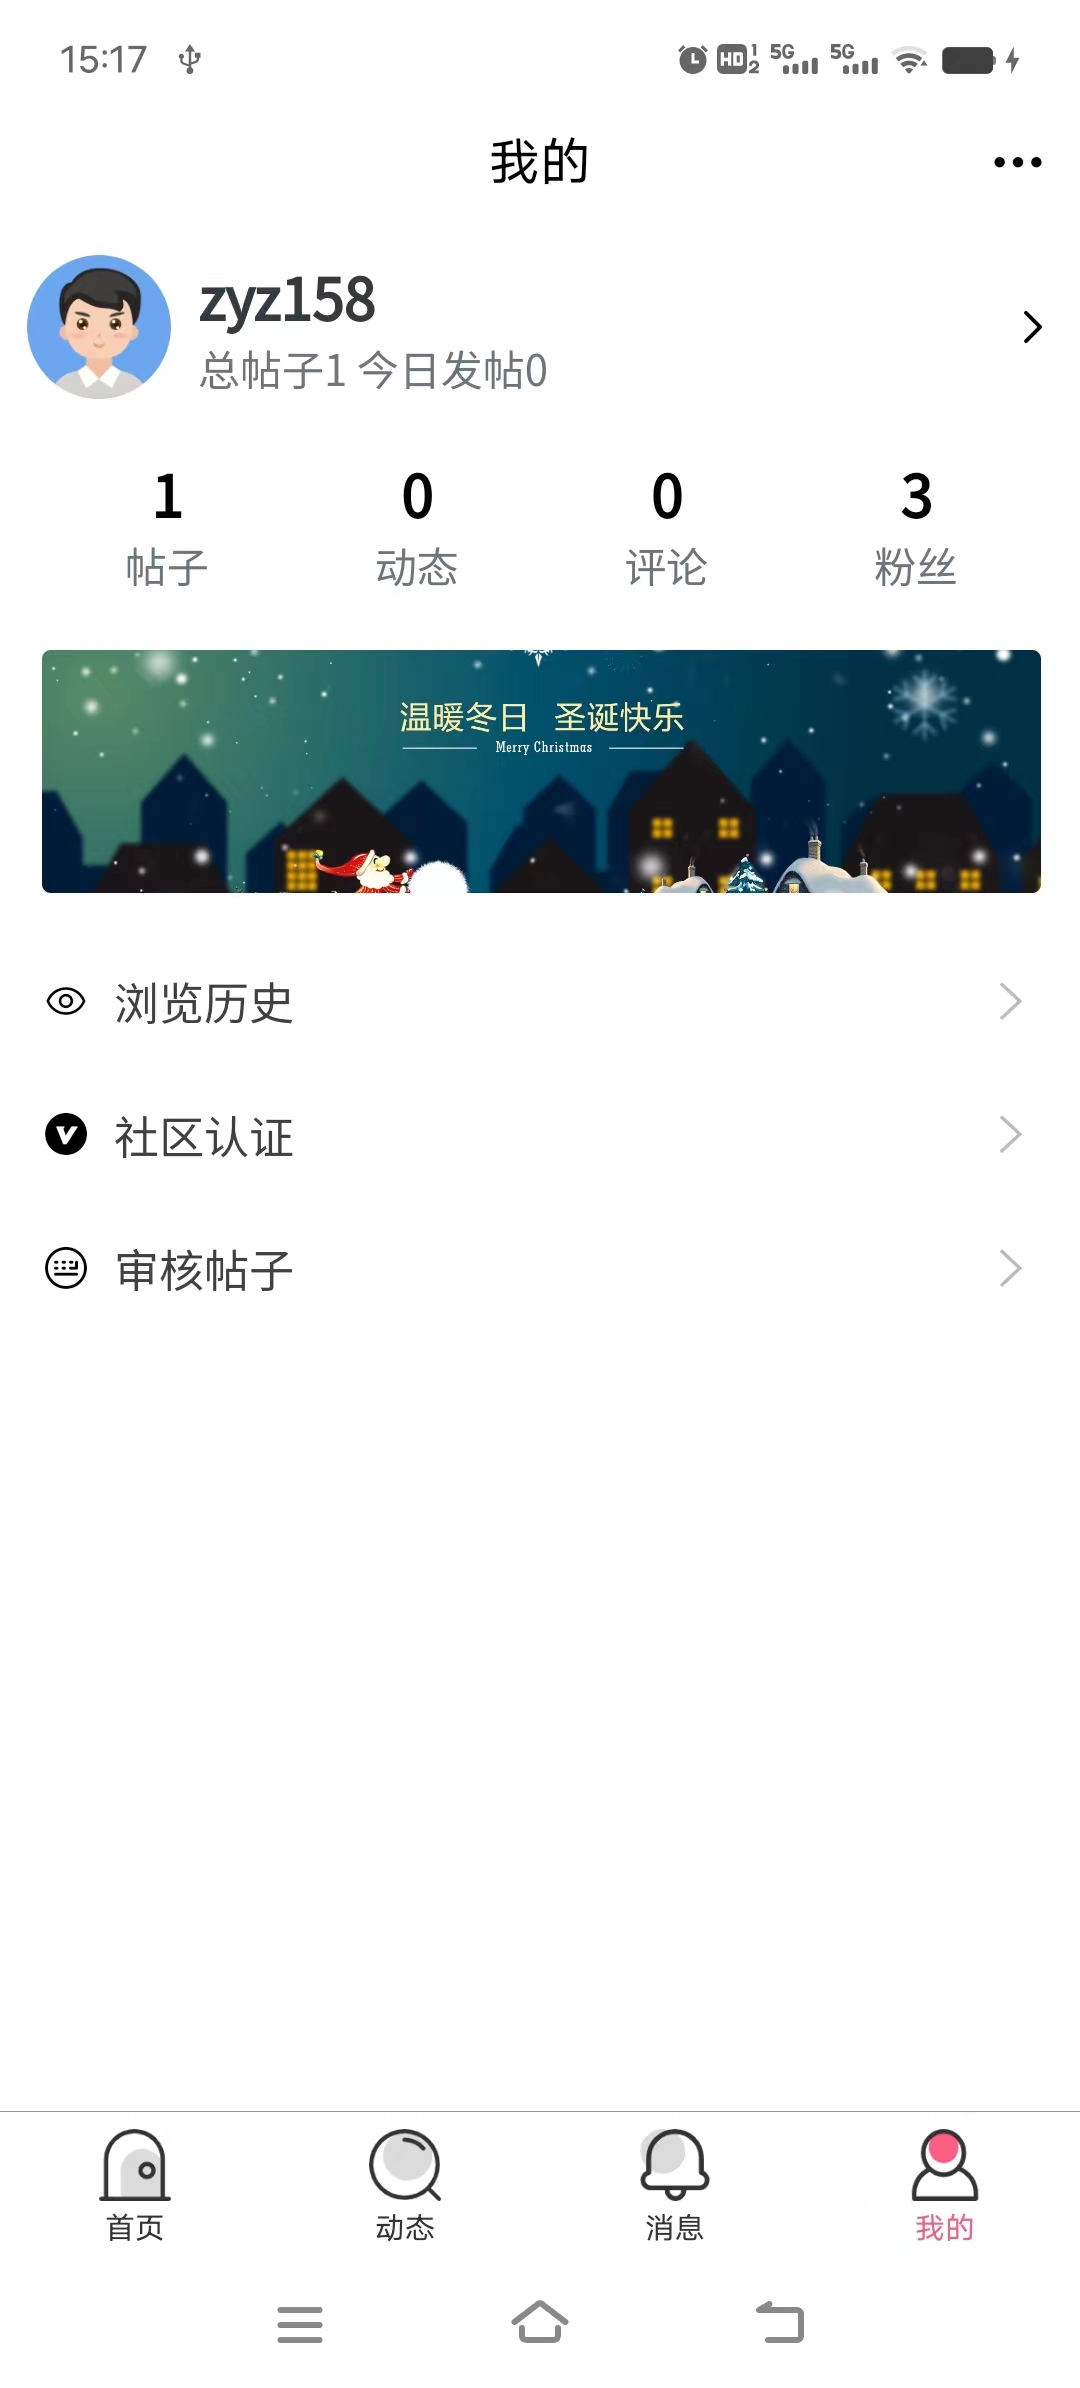 15:17
HD 1 2 5G 5G
我的
zyz158
总帖子1 今日发帖0
1 0 0 3
帖子 动态 评论 粉丝
温暖冬日 圣诞快乐
Merry Christmas
浏览历史
社区认证
审核帖子
首页 动态 消息 我的